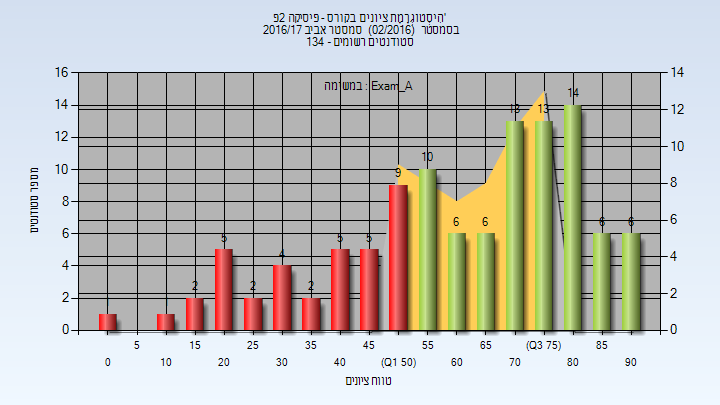 היסטוגרמת ציונים בקורס - פיסיקה 2פ'
בסמסטר (02/2016) סמסטר אביב 2016/17
סטודנטים רשומים - 134
במשימה : Exam_A
מספר סטודנטים
16 14 12 10 8 6 4 2 0
14 12 10 8 6 4 2 0
2 5 2 4 2 5 5 9 10 6 6 13 13 14 6 6
5 15 25 35 45 55 65 (Q3 75) 85
0 10 20 30 40 (Q1 50) 60 70 80 90
טווח ציונים